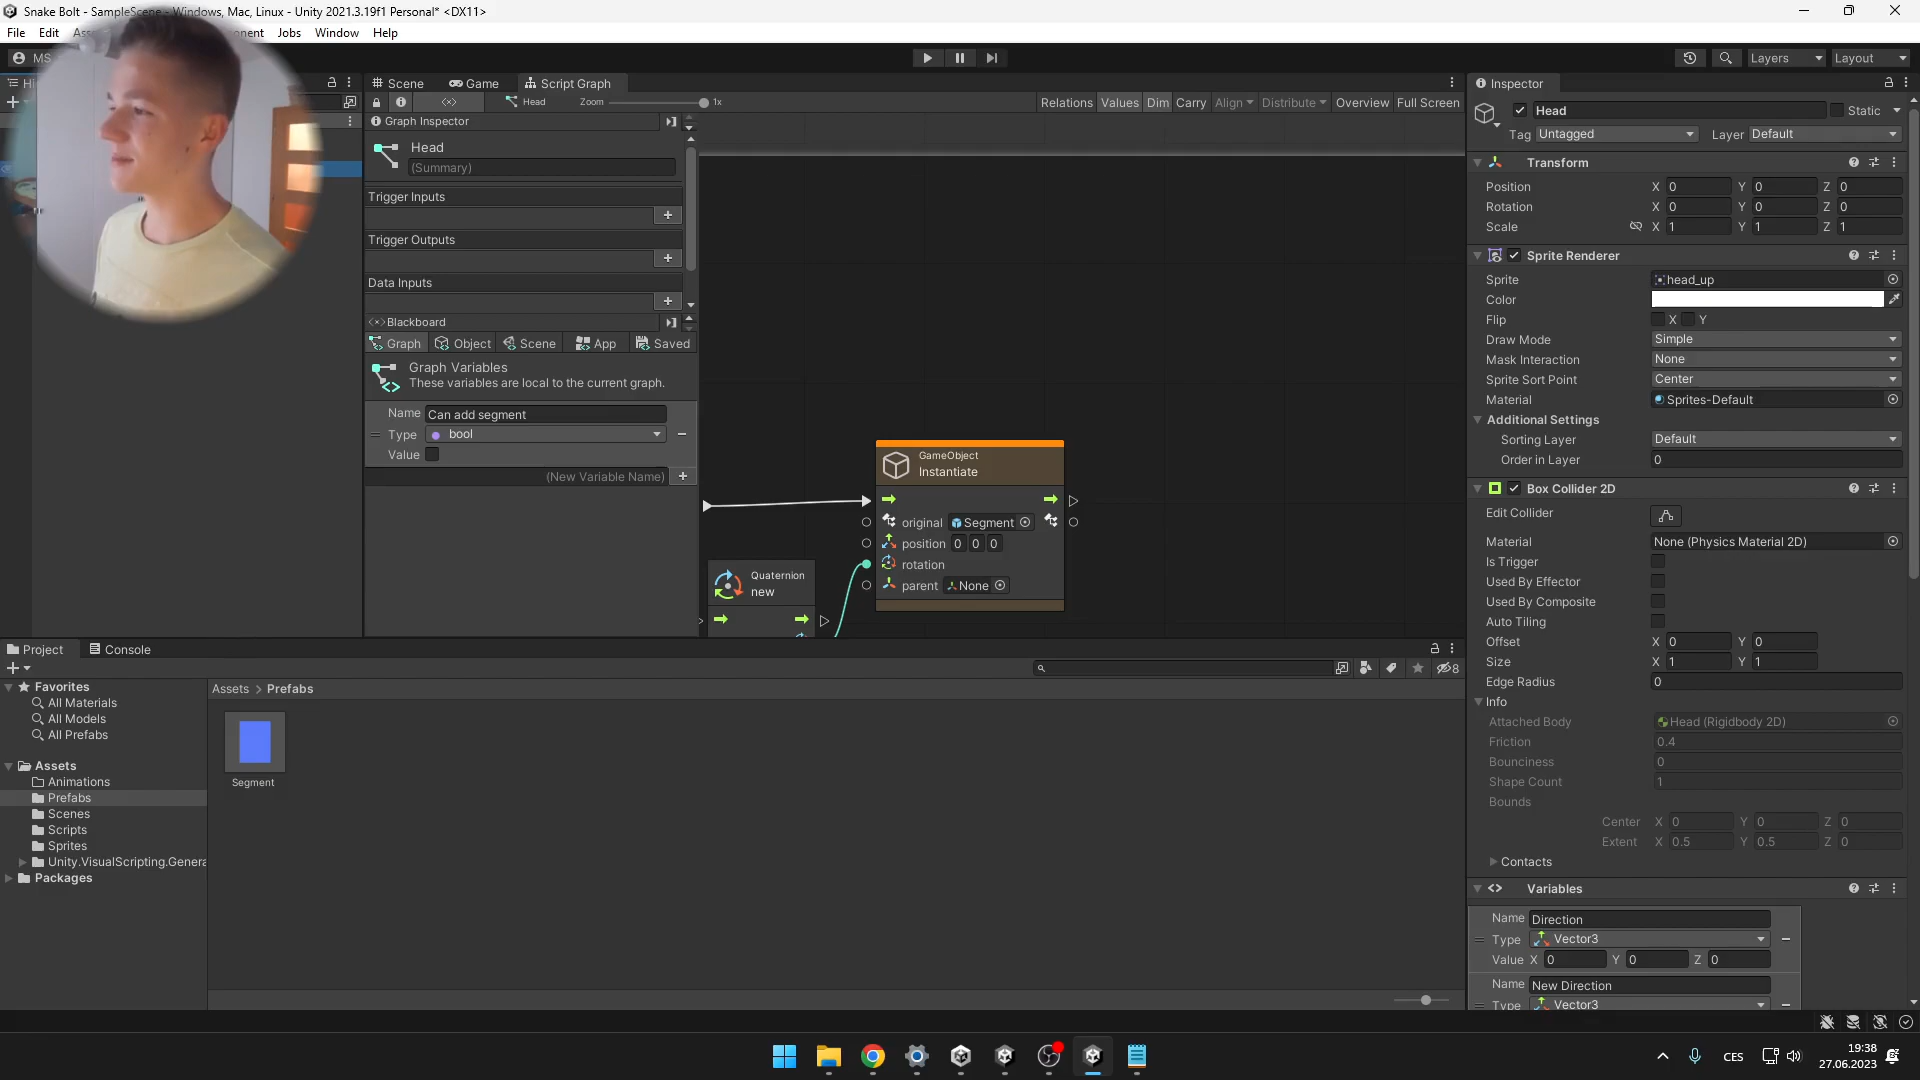 Snake Bolt - SampleScene - Windows, Mac, Linux - Unity 2021.3.19f1 Personal* <DX11>
File Edit Jobs Window Help
MS
Layers Layout
Scene Game Script Graph
Head Zoom 1x
Relations Values Dim Carry Align Distribute Overview Full Screen
Graph Inspector
Head
(Summary)
Trigger Inputs
Trigger Outputs
Data Inputs
<×>Blackboard
Graph Object Scene App Saved
Graph Variables
These variables are local to the current graph.
Name Can add segment
Type bool
Value
(New Variable Name)
GameObject
Instantiate
original Segment
position 0 0 0
rotation
parent None
Quaternion
new
Inspector
Head Static
Tag Untagged Layer Default
Transform
Position X 0 Y 0 Z 0
Rotation X 0 Y 0 Z 0
Scale X 1 Y 1 Z 1
Sprite Renderer
Sprite head_up
Color
Flip X Y
Draw Mode Simple
Mask Interaction None
Sprite Sort Point Center
Material Sprites-Default
Additional Settings
Sorting Layer Default
Order in Layer 0
Box Collider 2D
Edit Collider
Material None (Physics Material 2D)
Is Trigger
Used By Effector
Used By Composite
Auto Tiling
Offset X 0 Y 0
Size X 1 Y 1
Edge Radius 0
Info
Attached Body Head (Rigidbody 2D)
Friction 0.4
Bounciness 0
Shape Count 1
Bounds
Center X 0 Y 0 Z 0
Extent X 0.5 Y 0.5 Z 0
Contacts
Variables
Name Direction
Type Vector3
Value X 0 Y 0 Z 0
Name New Direction
Type Vector3
Project Console
8
Favorites
All Materials
All Models
All Prefabs
Assets
Animations
Prefabs
Scenes
Scripts
Sprites
Unity.VisualScripting.Genera
Packages
Assets > Prefabs
Segment
CES
19:38
27.06.2023